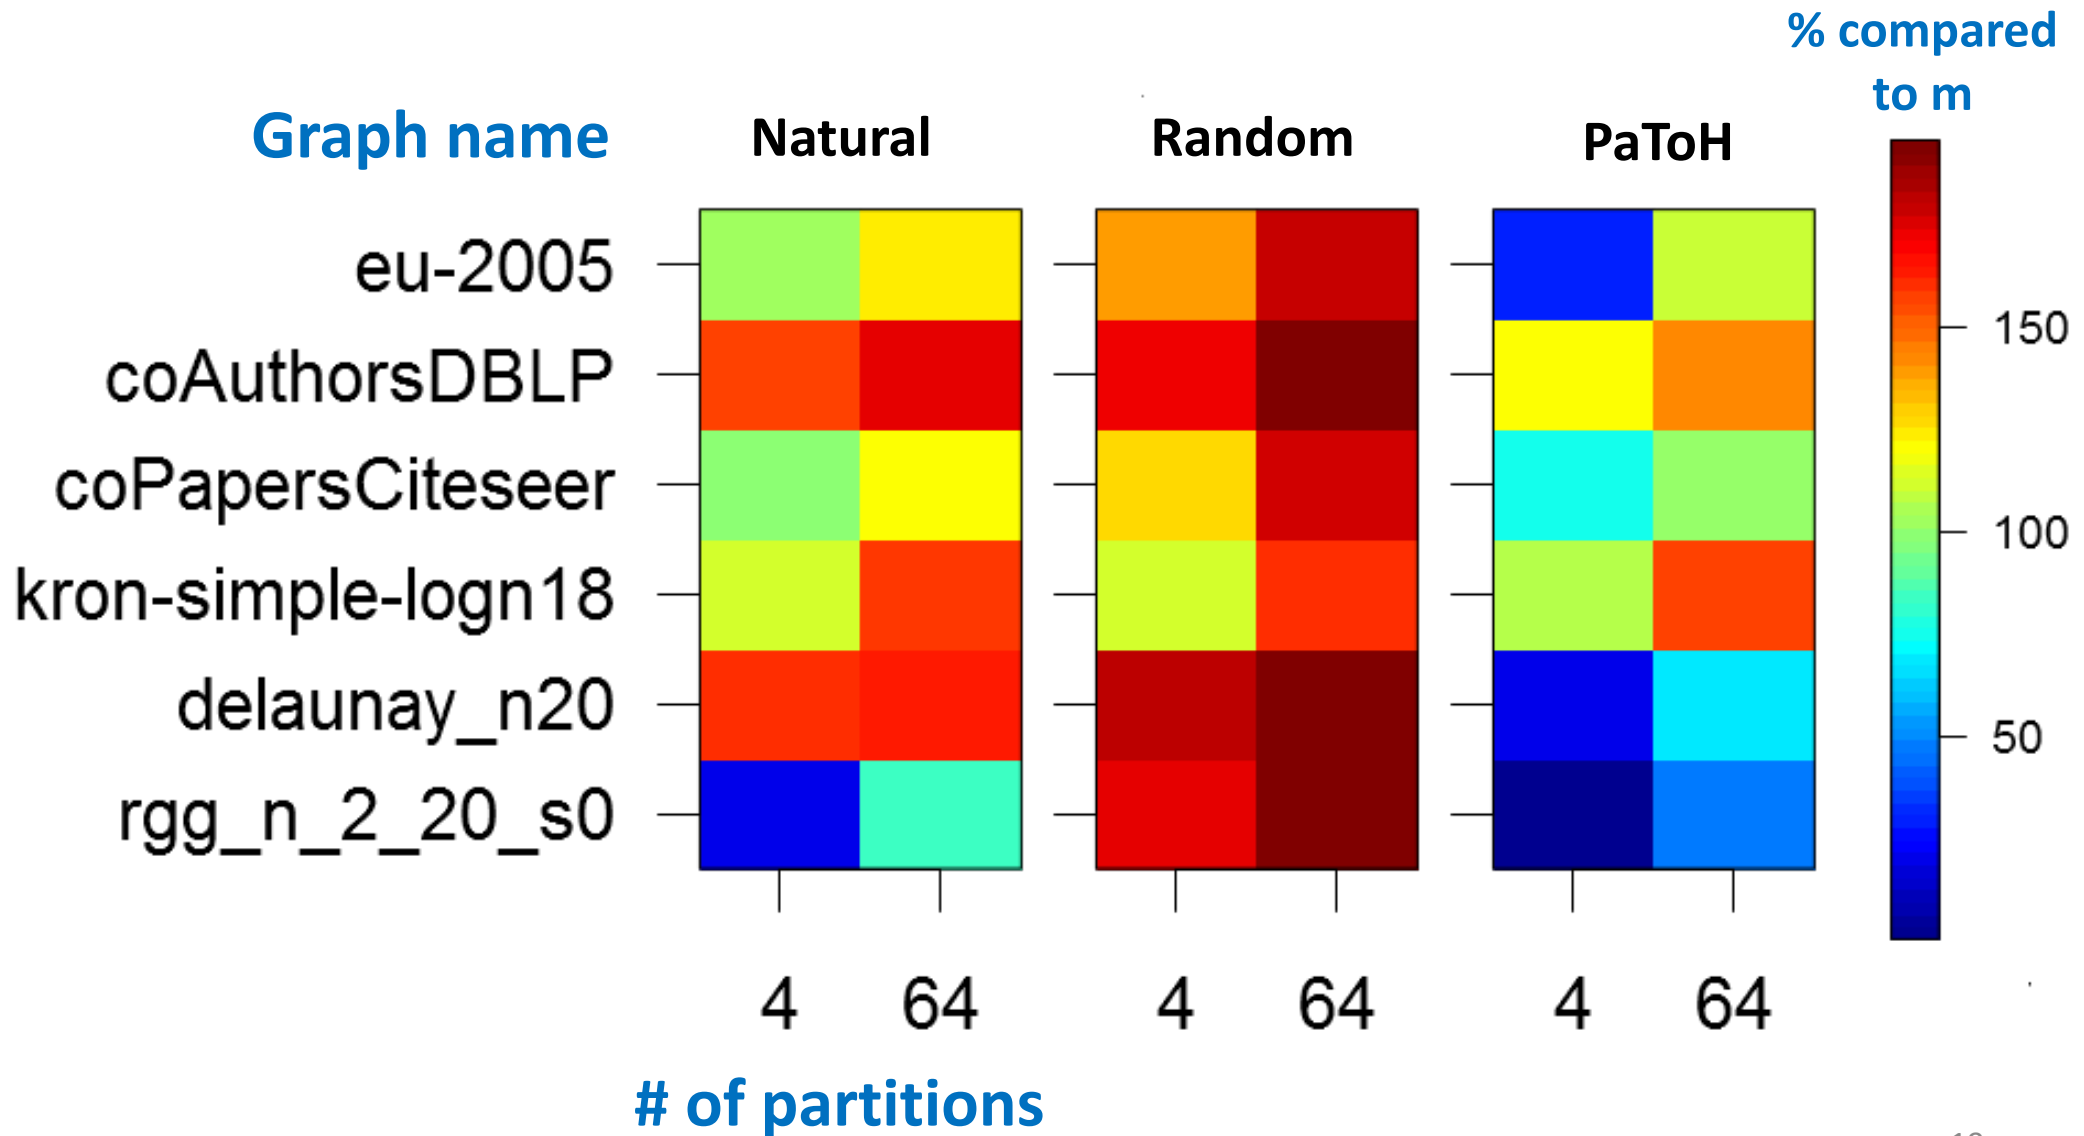 % compared
to m
Graph name
Natural
Random
PaToH
eu-2005
coAuthorsDBLP
coPapersCiteseer
kron-simple-logn18
delaunay_n20
rgg_n_2_20_s0
150
100
50
4 64 4 64 4 64
# of partitions